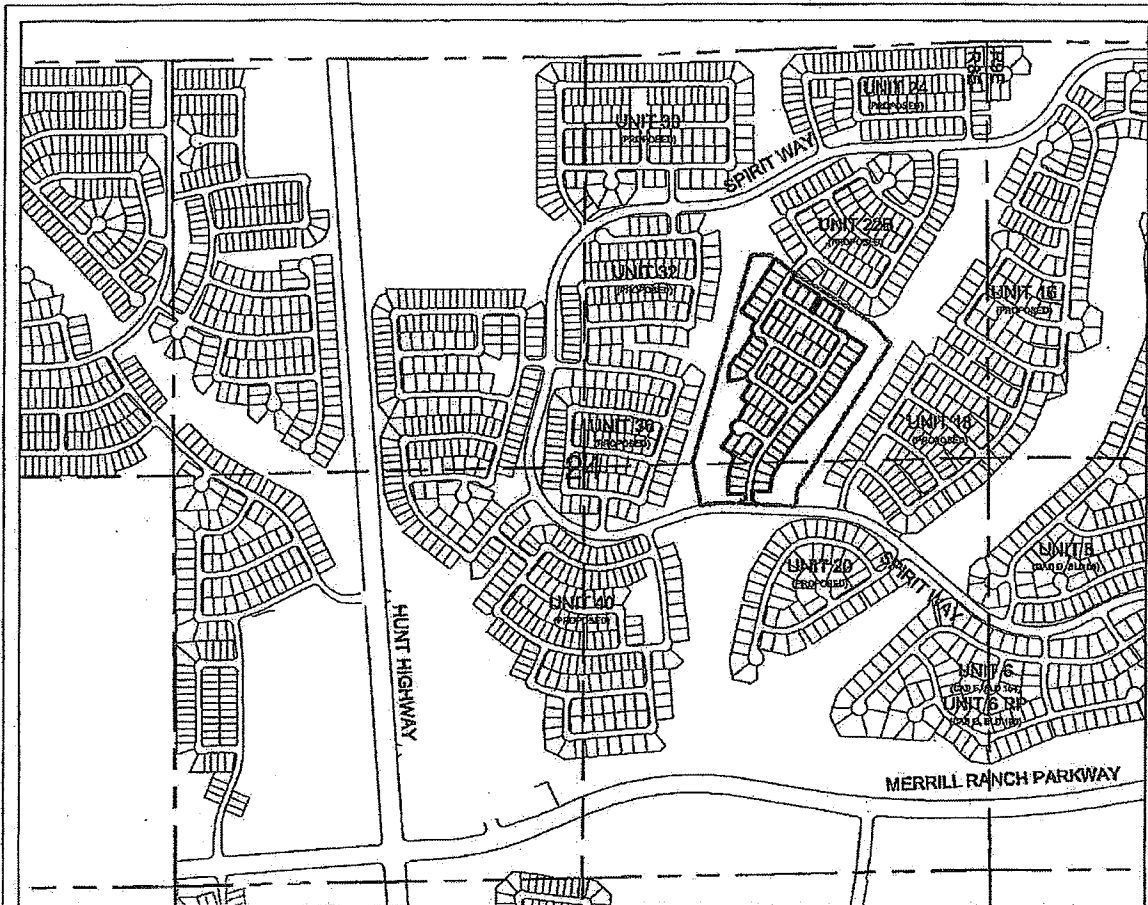 UNIT 24
(PROPOSED)
R8E
R9E
UNIT 30
(PROPOSED)
SPIRIT WAY
UNIT 22B
(PROPOSED)
UNIT 32
(PROPOSED)
UNIT 16
(PROPOSED)
UNIT 36
(PROPOSED)
UNIT 18
(PROPOSED)
UNIT 8
UNIT 20
(PROPOSED)
SPIRIT WAY
UNIT 40
(PROPOSED)
HUNT HIGHWAY
UNIT 6
UNIT 6 RP
MERRILL RANCH PARKWAY